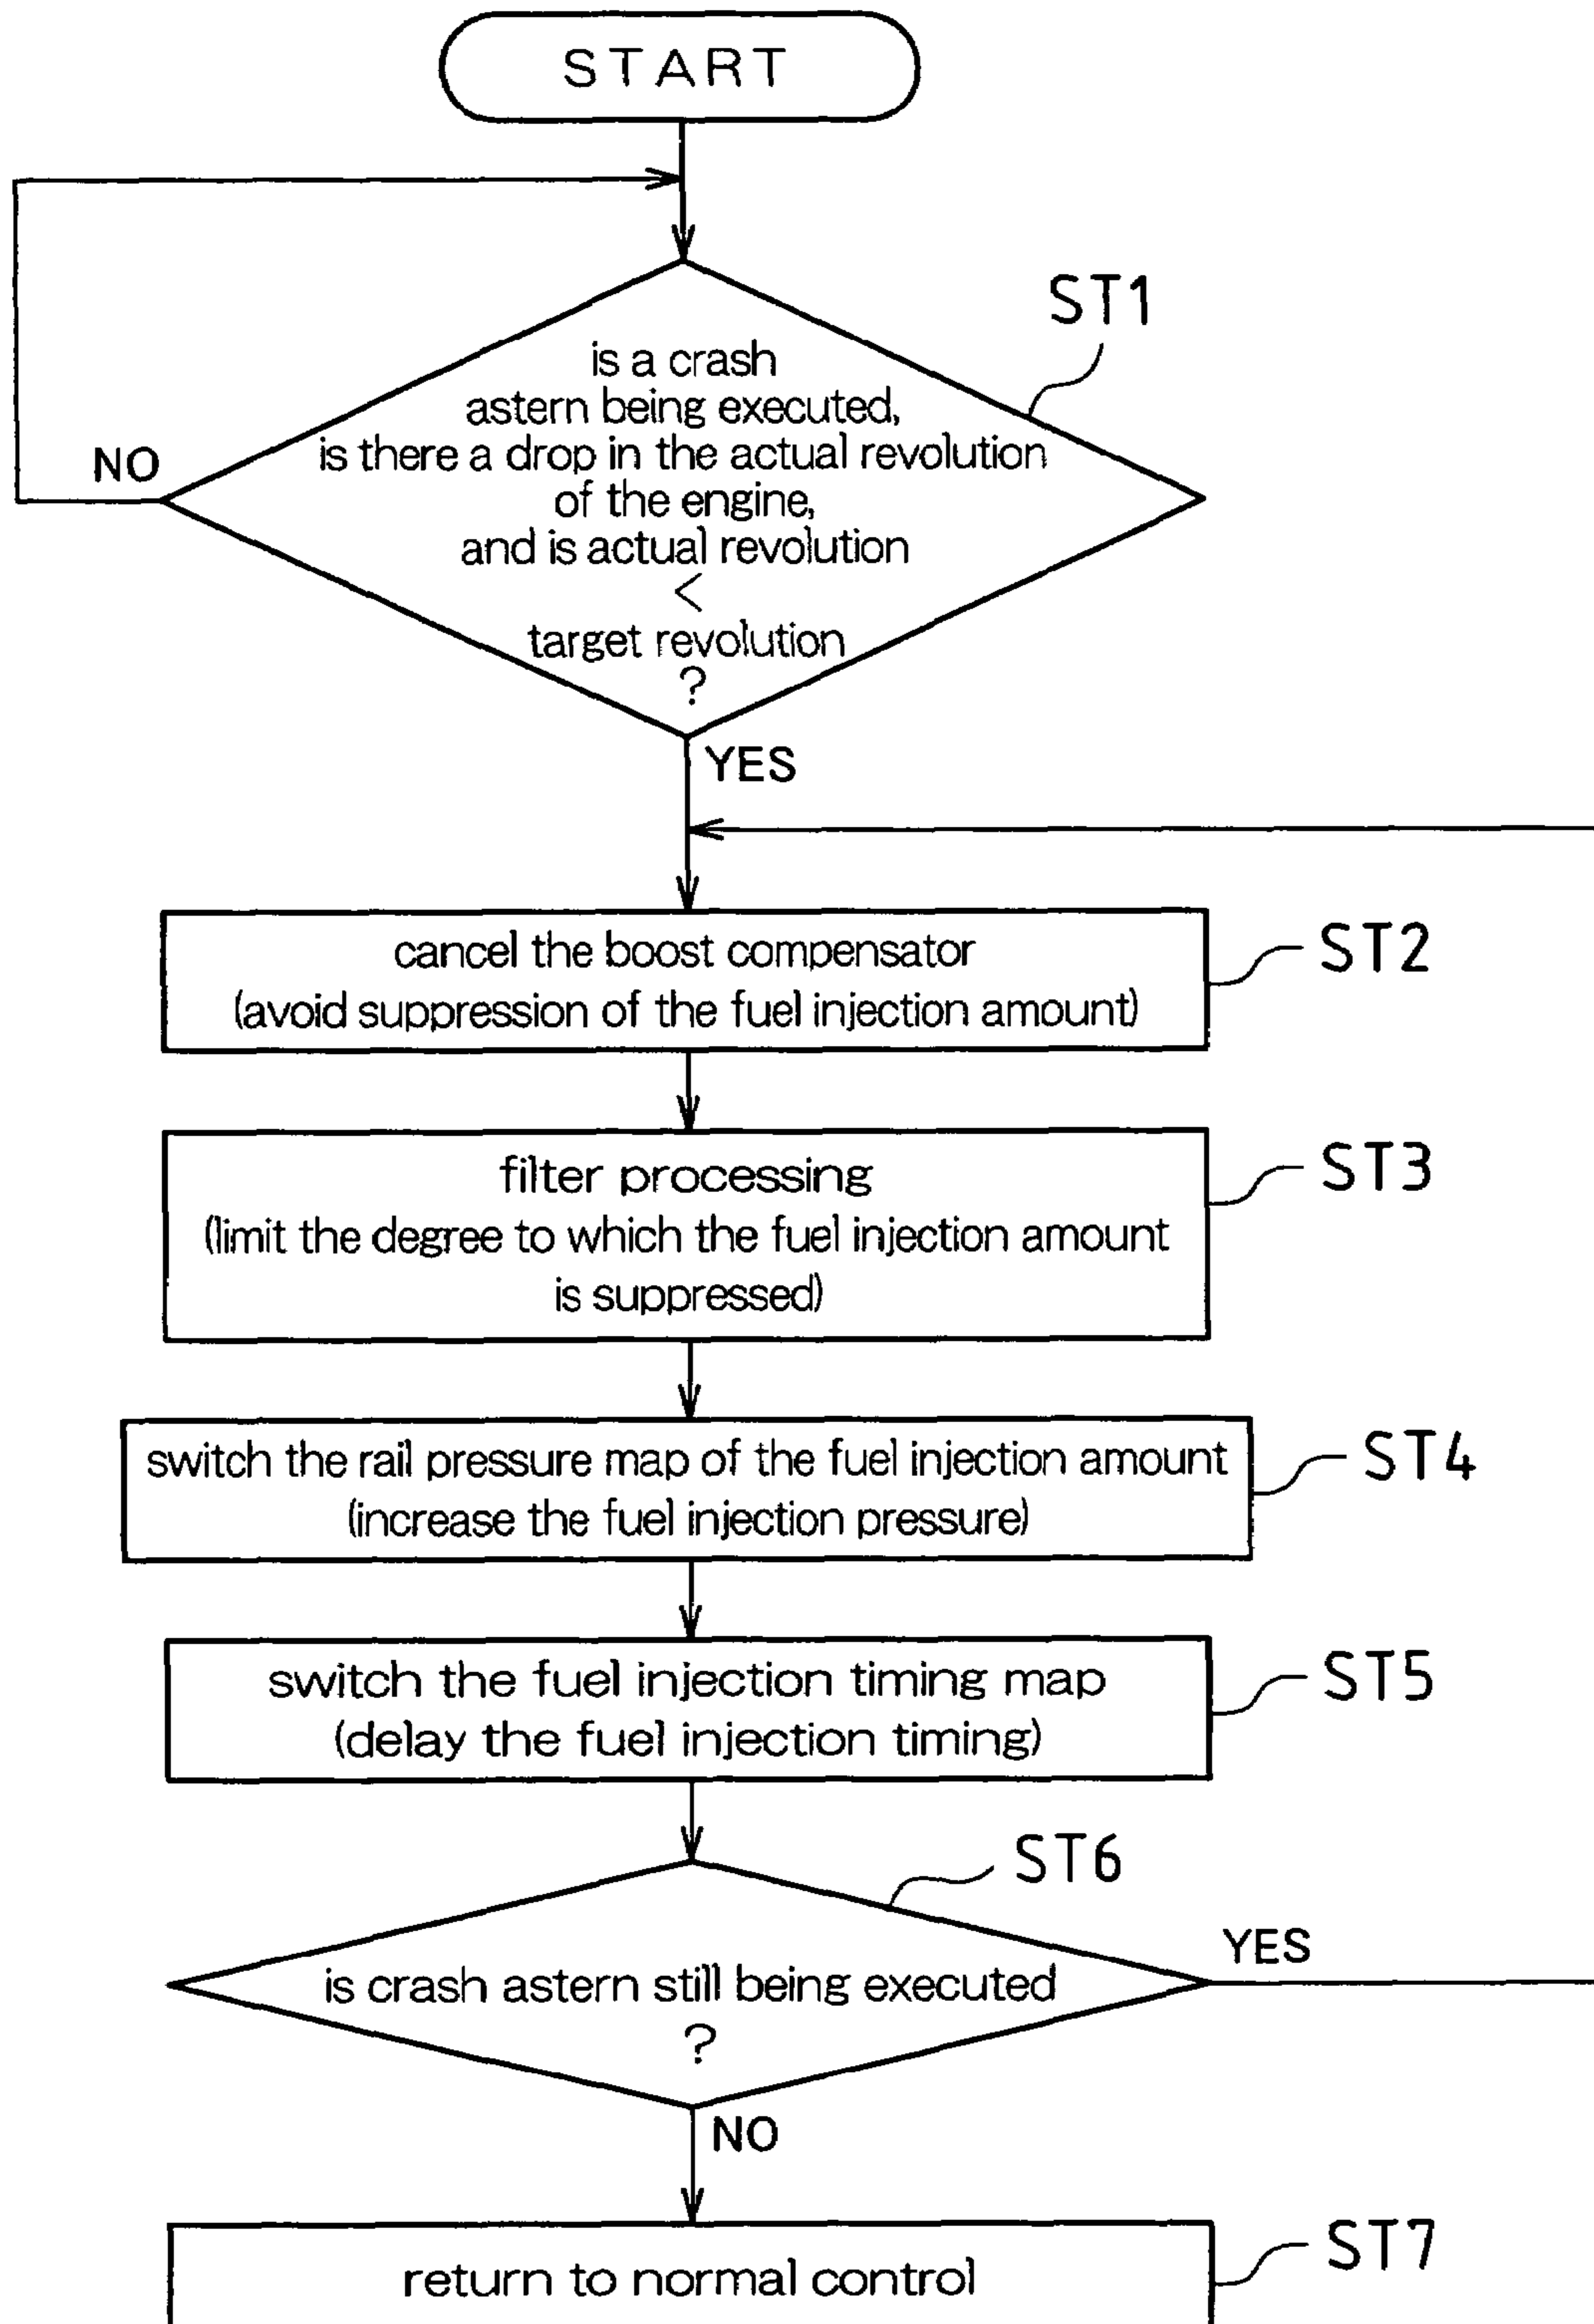 START
ST1
is a crash
astern being executed,
is there a drop in the actual revolution
of the engine,
and is actual revolution
<
target revolution
?
NO
YES
cancel the boost compensator
(avoid suppression of the fuel injection amount)
ST2
filter processing
(limit the degree to which the fuel injection amount
is suppressed)
ST3
switch the rail pressure map of the fuel injection amount
(increase the fuel injection pressure)
ST4
switch the fuel injection timing map
(delay the fuel injection timing)
ST5
ST6
is crash astern still being executed
?
YES
NO
return to normal control
ST7